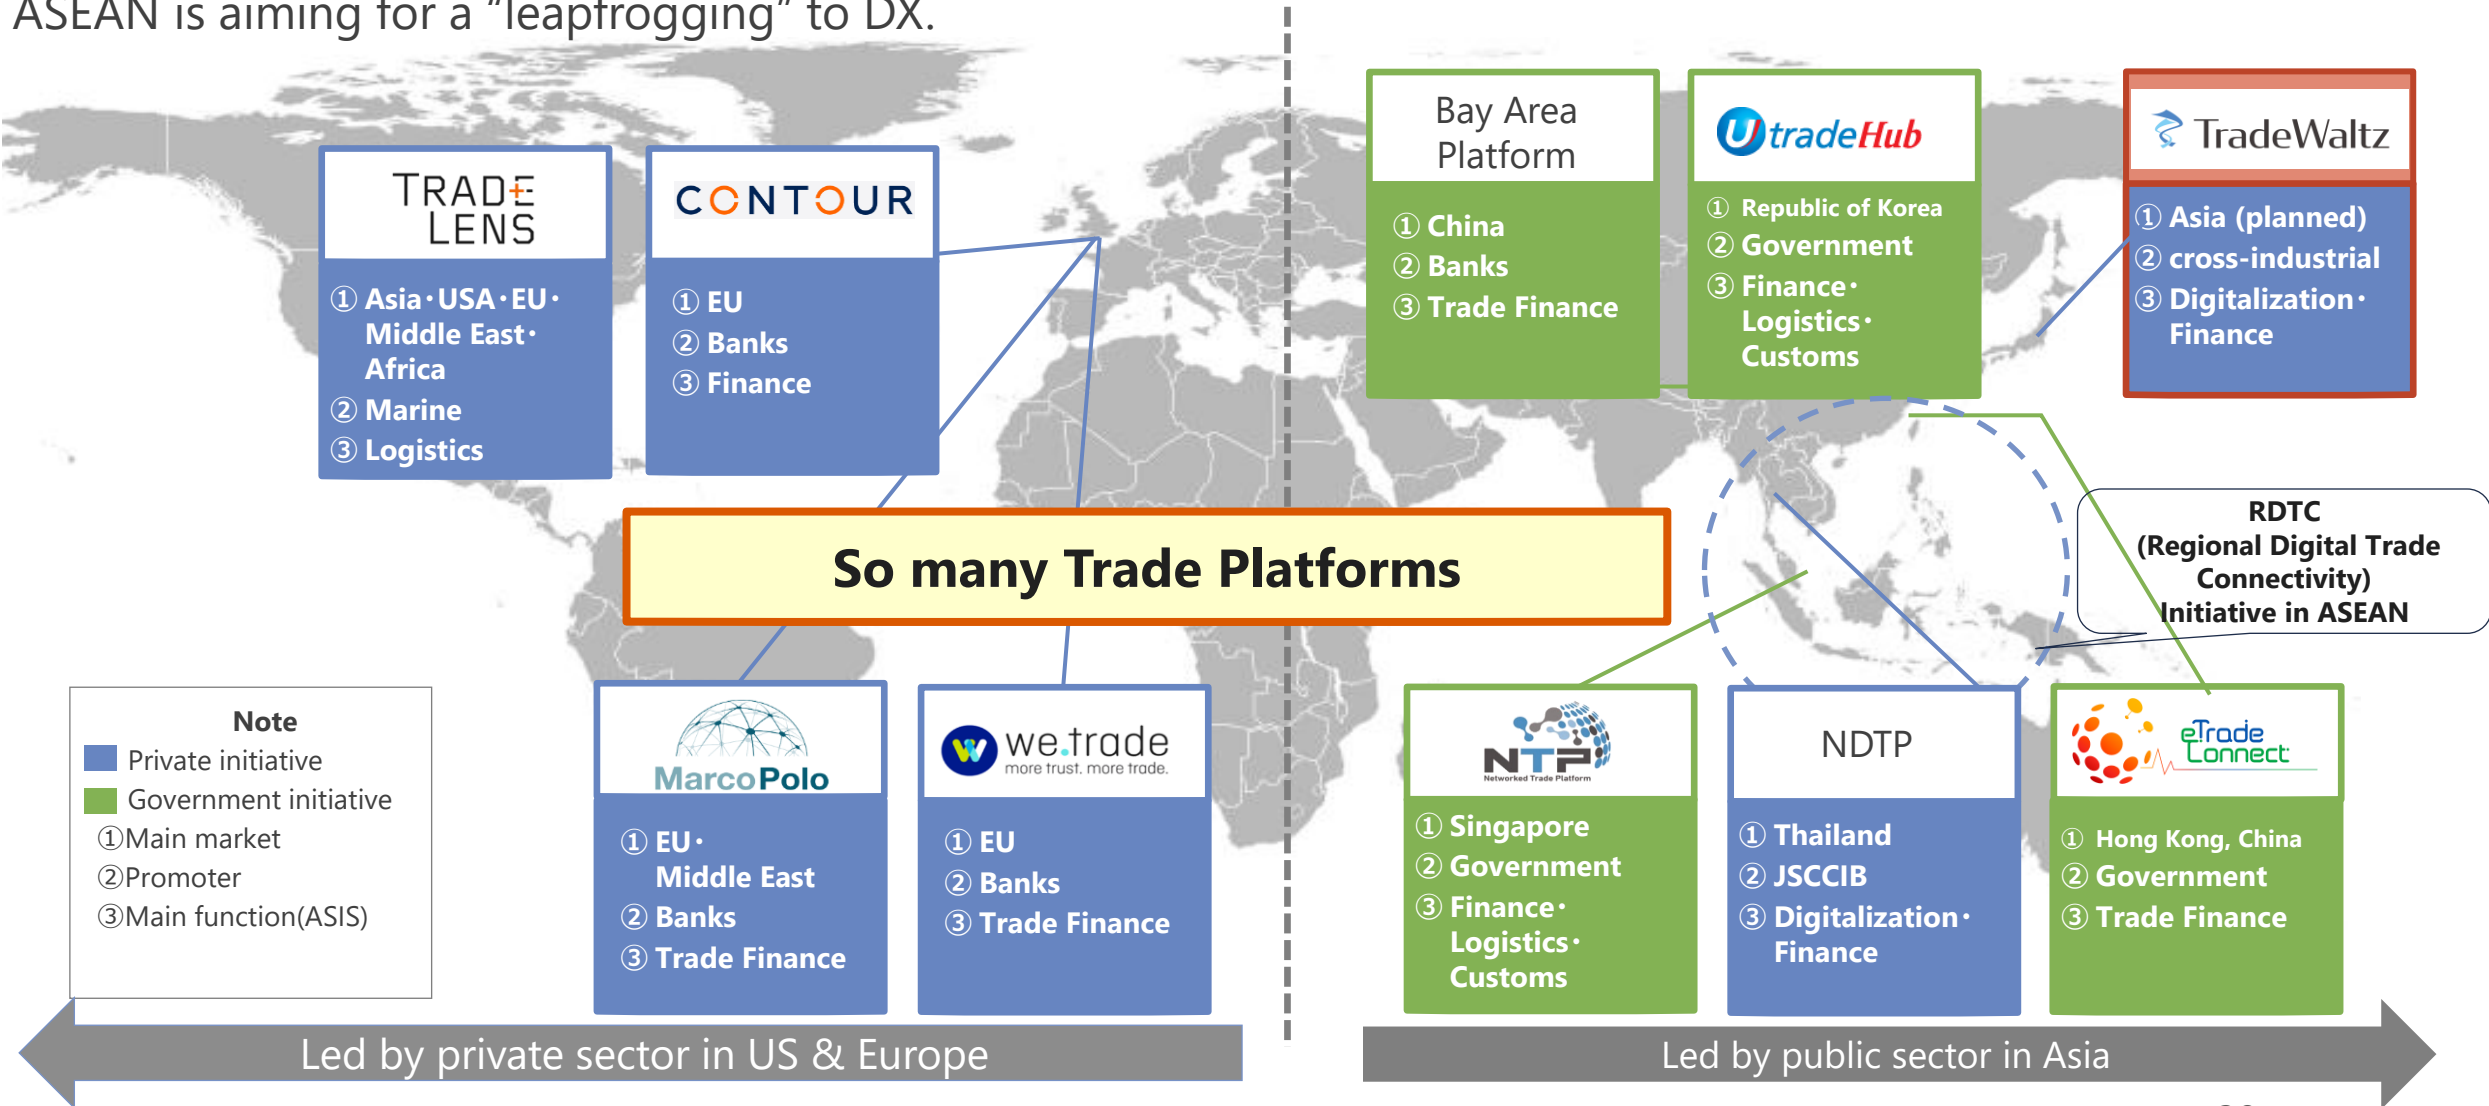 ASEAN is aiming for a “leapfrogging” to DX.
TRADE
LENS
① Asia・USA・EU・
Middle East・
Africa
② Marine
③ Logistics
CONTOUR
① EU
② Banks
③ Finance
Bay Area
Platform
① China
② Banks
③ Trade Finance
U tradeHub
① Republic of Korea
② Government
③ Finance・
Logistics・
Customs
TradeWaltz
① Asia (planned)
② cross-industrial
③ Digitalization・
Finance
So many Trade Platforms
RDTC
(Regional Digital Trade
Connectivity)
Initiative in ASEAN
Note
Private initiative
Government initiative
①Main market
②Promoter
③Main function(ASIS)
MarcoPolo
① EU・
Middle East
② Banks
③ Trade Finance
we.trade
more trust. more trade.
① EU
② Banks
③ Trade Finance
NTP
Networked Trade Platform
① Singapore
② Government
③ Finance・
Logistics・
Customs
NDTP
① Thailand
② JSCCIB
③ Digitalization・
Finance
eTrade
Connect
① Hong Kong, China
② Government
③ Trade Finance
Led by private sector in US & Europe
Led by public sector in Asia